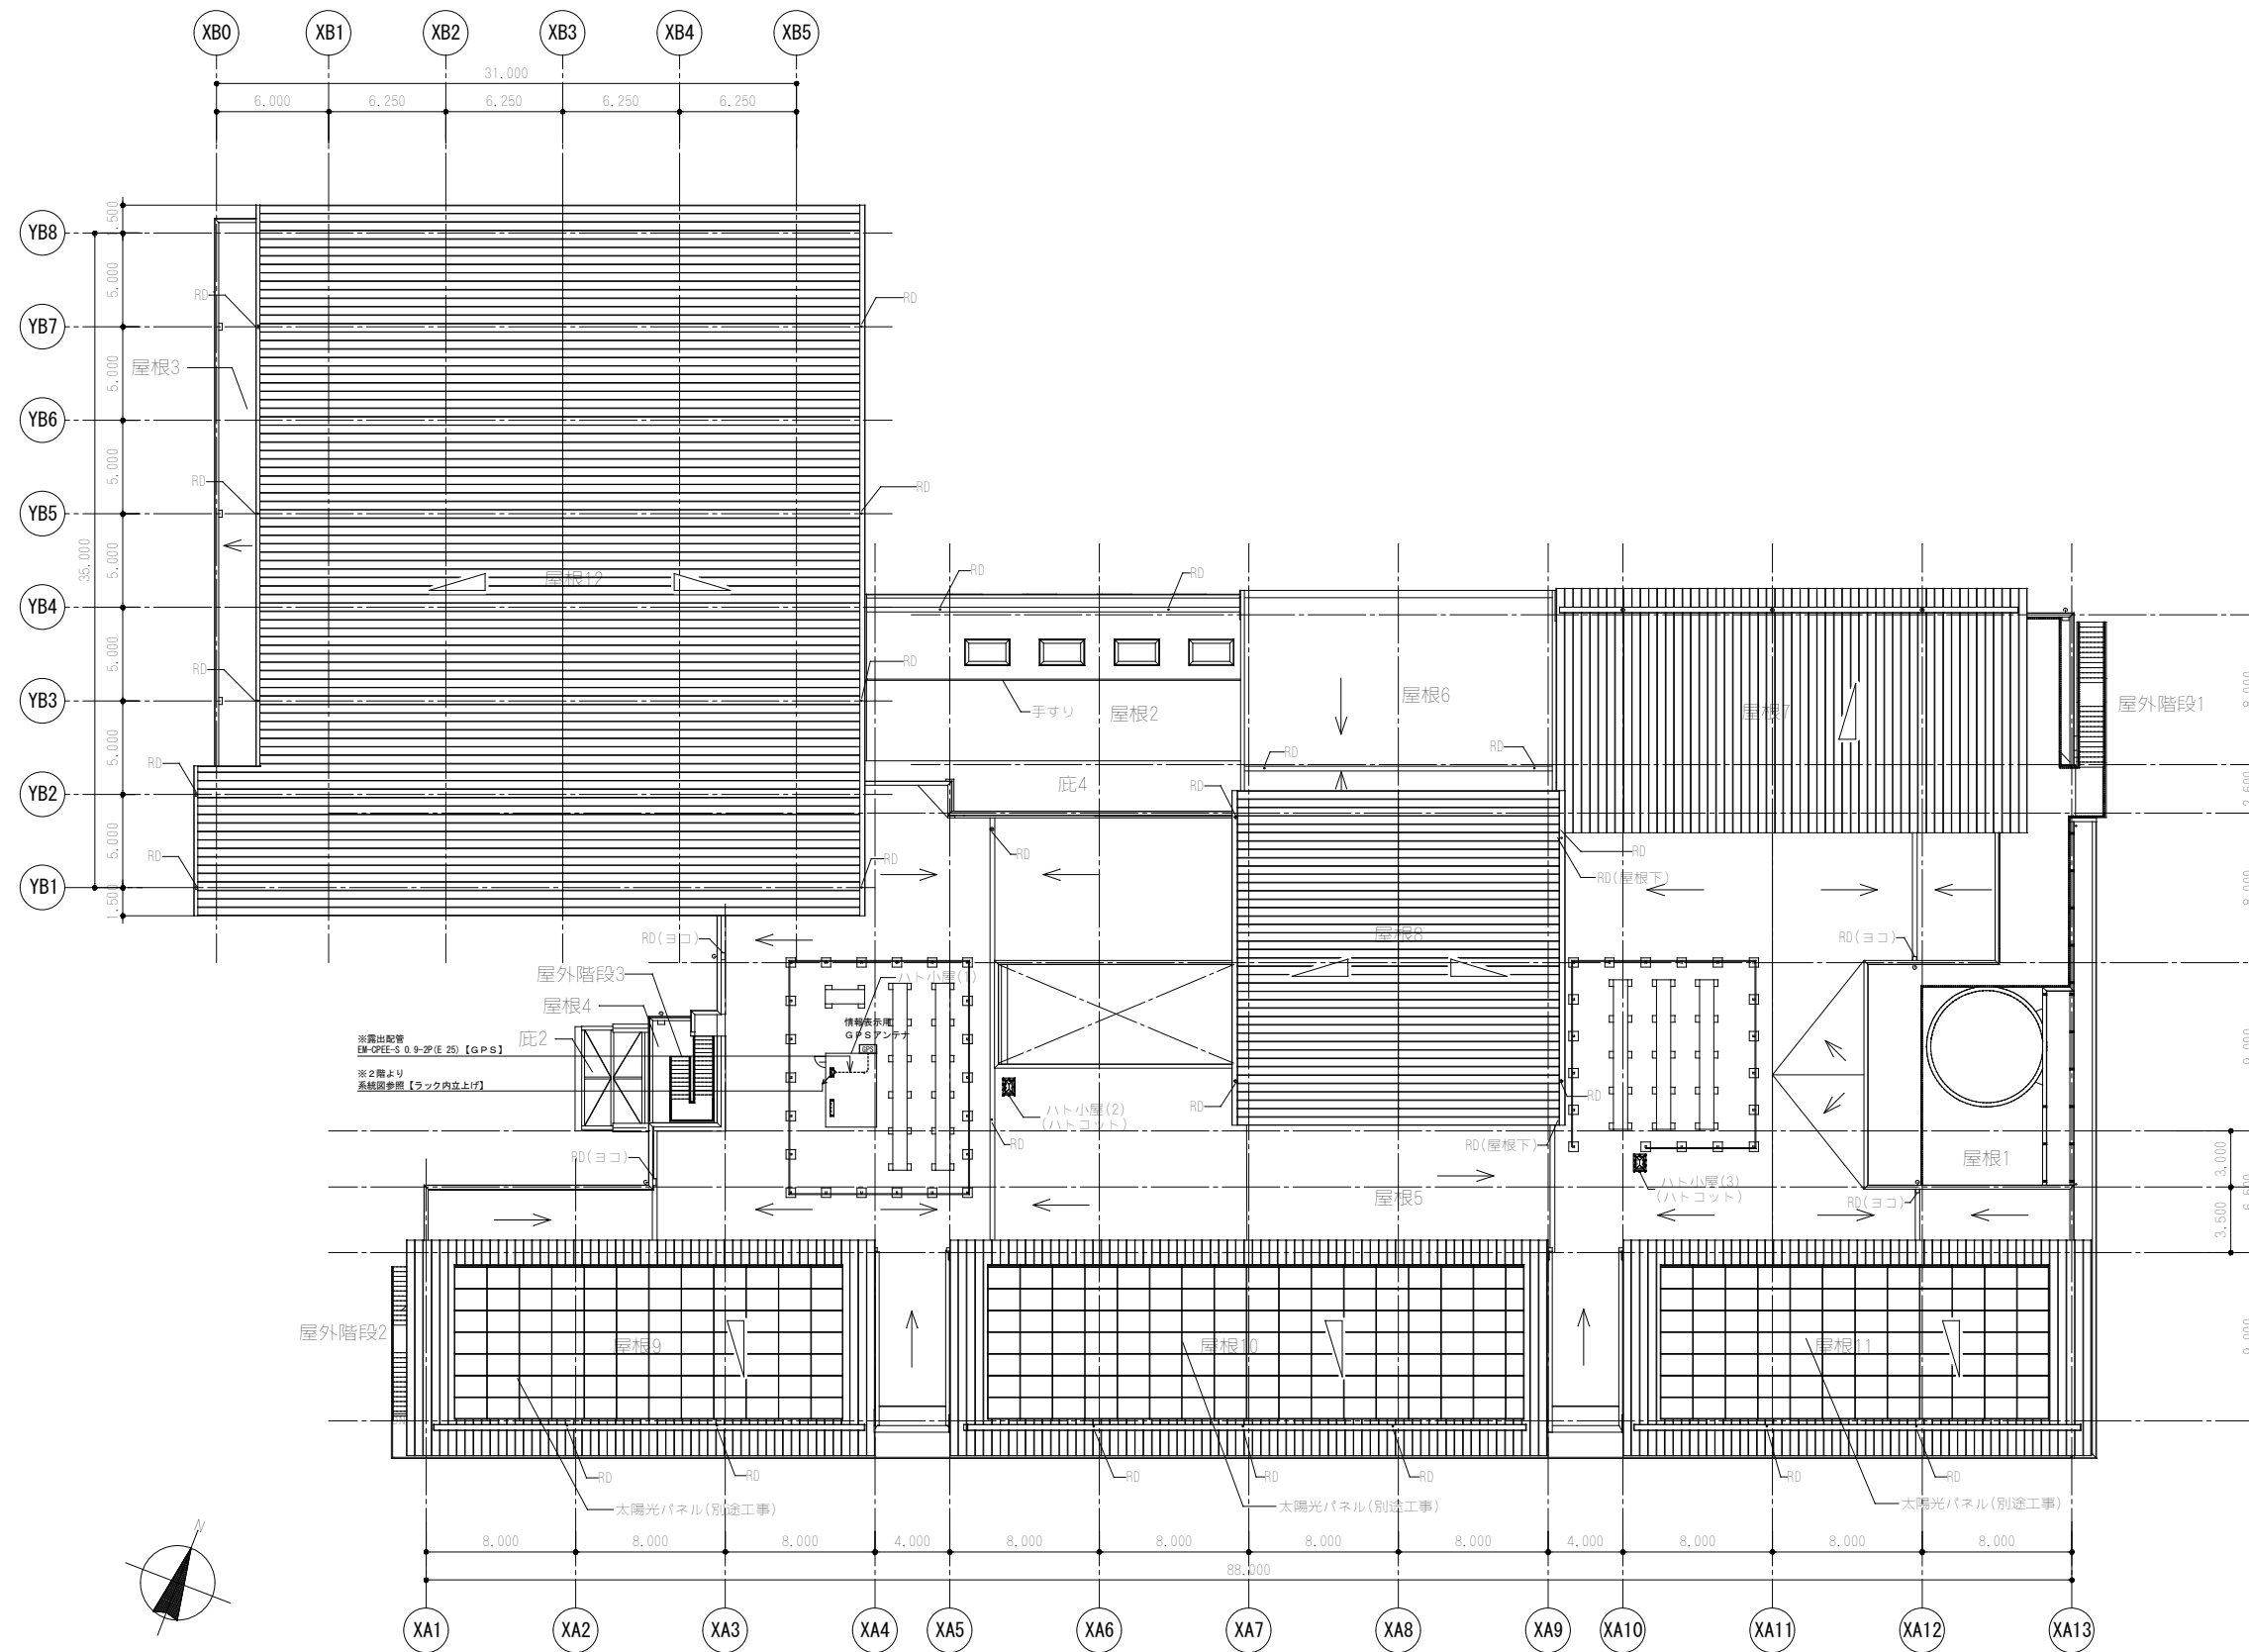 XB0 XB1 XB2 XB3 XB4 XB5
31.000
6.000 6.250 6.250 6.250 6.250
YB8
YB7
YB6
YB5
YB4
YB3
YB2
YB1
5.000
5.000
5.000
5.000
35.000
5.000
5.000
5.000
1.500
RD
RD
屋根3
RD
RD
屋根12
RD
RD
RD
RD
RD
RD
RD
手すり
屋根2
屋根6
屋根7
屋外階段1
RD
RD
庇4
RD
RD
RD
RD(屋根下)
屋根8
RD(ヨコ)
RD(ヨコ)
屋外階段3
ハト小屋(1)
屋根4
情報表示用
GPSアンテナ
GPS
庇2
※露出配管
EM-CPEE-S 0.9-2P(E 25)【GPS】
※2階より
系統図参照【ラック内立上げ】
ハト小屋(2)
(ハトコット)
RD
RD
RD
RD(屋根下)
RD(ヨコ)
屋根1
ハト小屋(3)
(ハトコット)
RD(ヨコ)
屋根5
3.000
3.500
屋外階段2
屋根9
屋根10
屋根11
RD
RD
RD
RD
RD
RD
RD
太陽光パネル(別途工事)
太陽光パネル(別途工事)
太陽光パネル(別途工事)
N
8.000 8.000 8.000 4.000 8.000 8.000 8.000 8.000 4.000 8.000 8.000 8.000
88.000
XA1 XA2 XA3 XA4 XA5 XA6 XA7 XA8 XA9 XA10 XA11 XA12 XA13